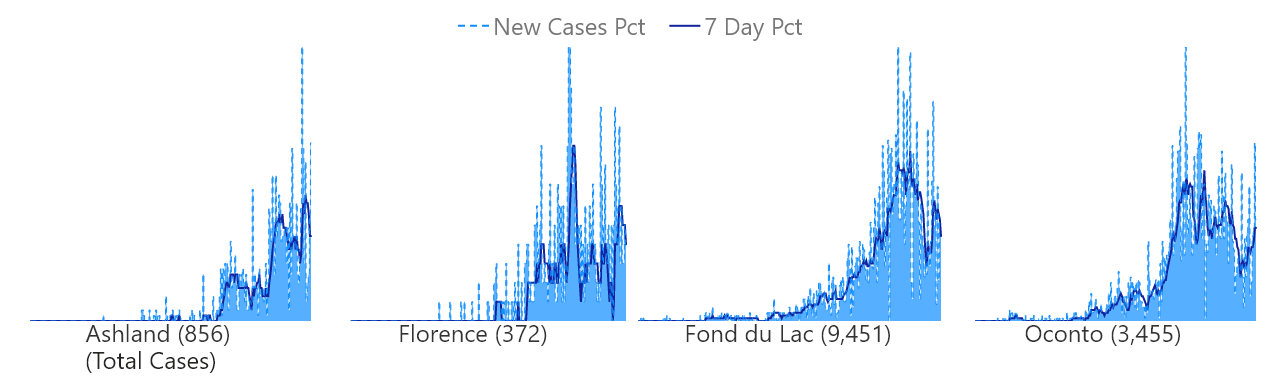 New Cases Pct 7 Day Pct
Ashland (856) Florence (372) Fond du Lac (9,451) Oconto (3,455)
(Total Cases)